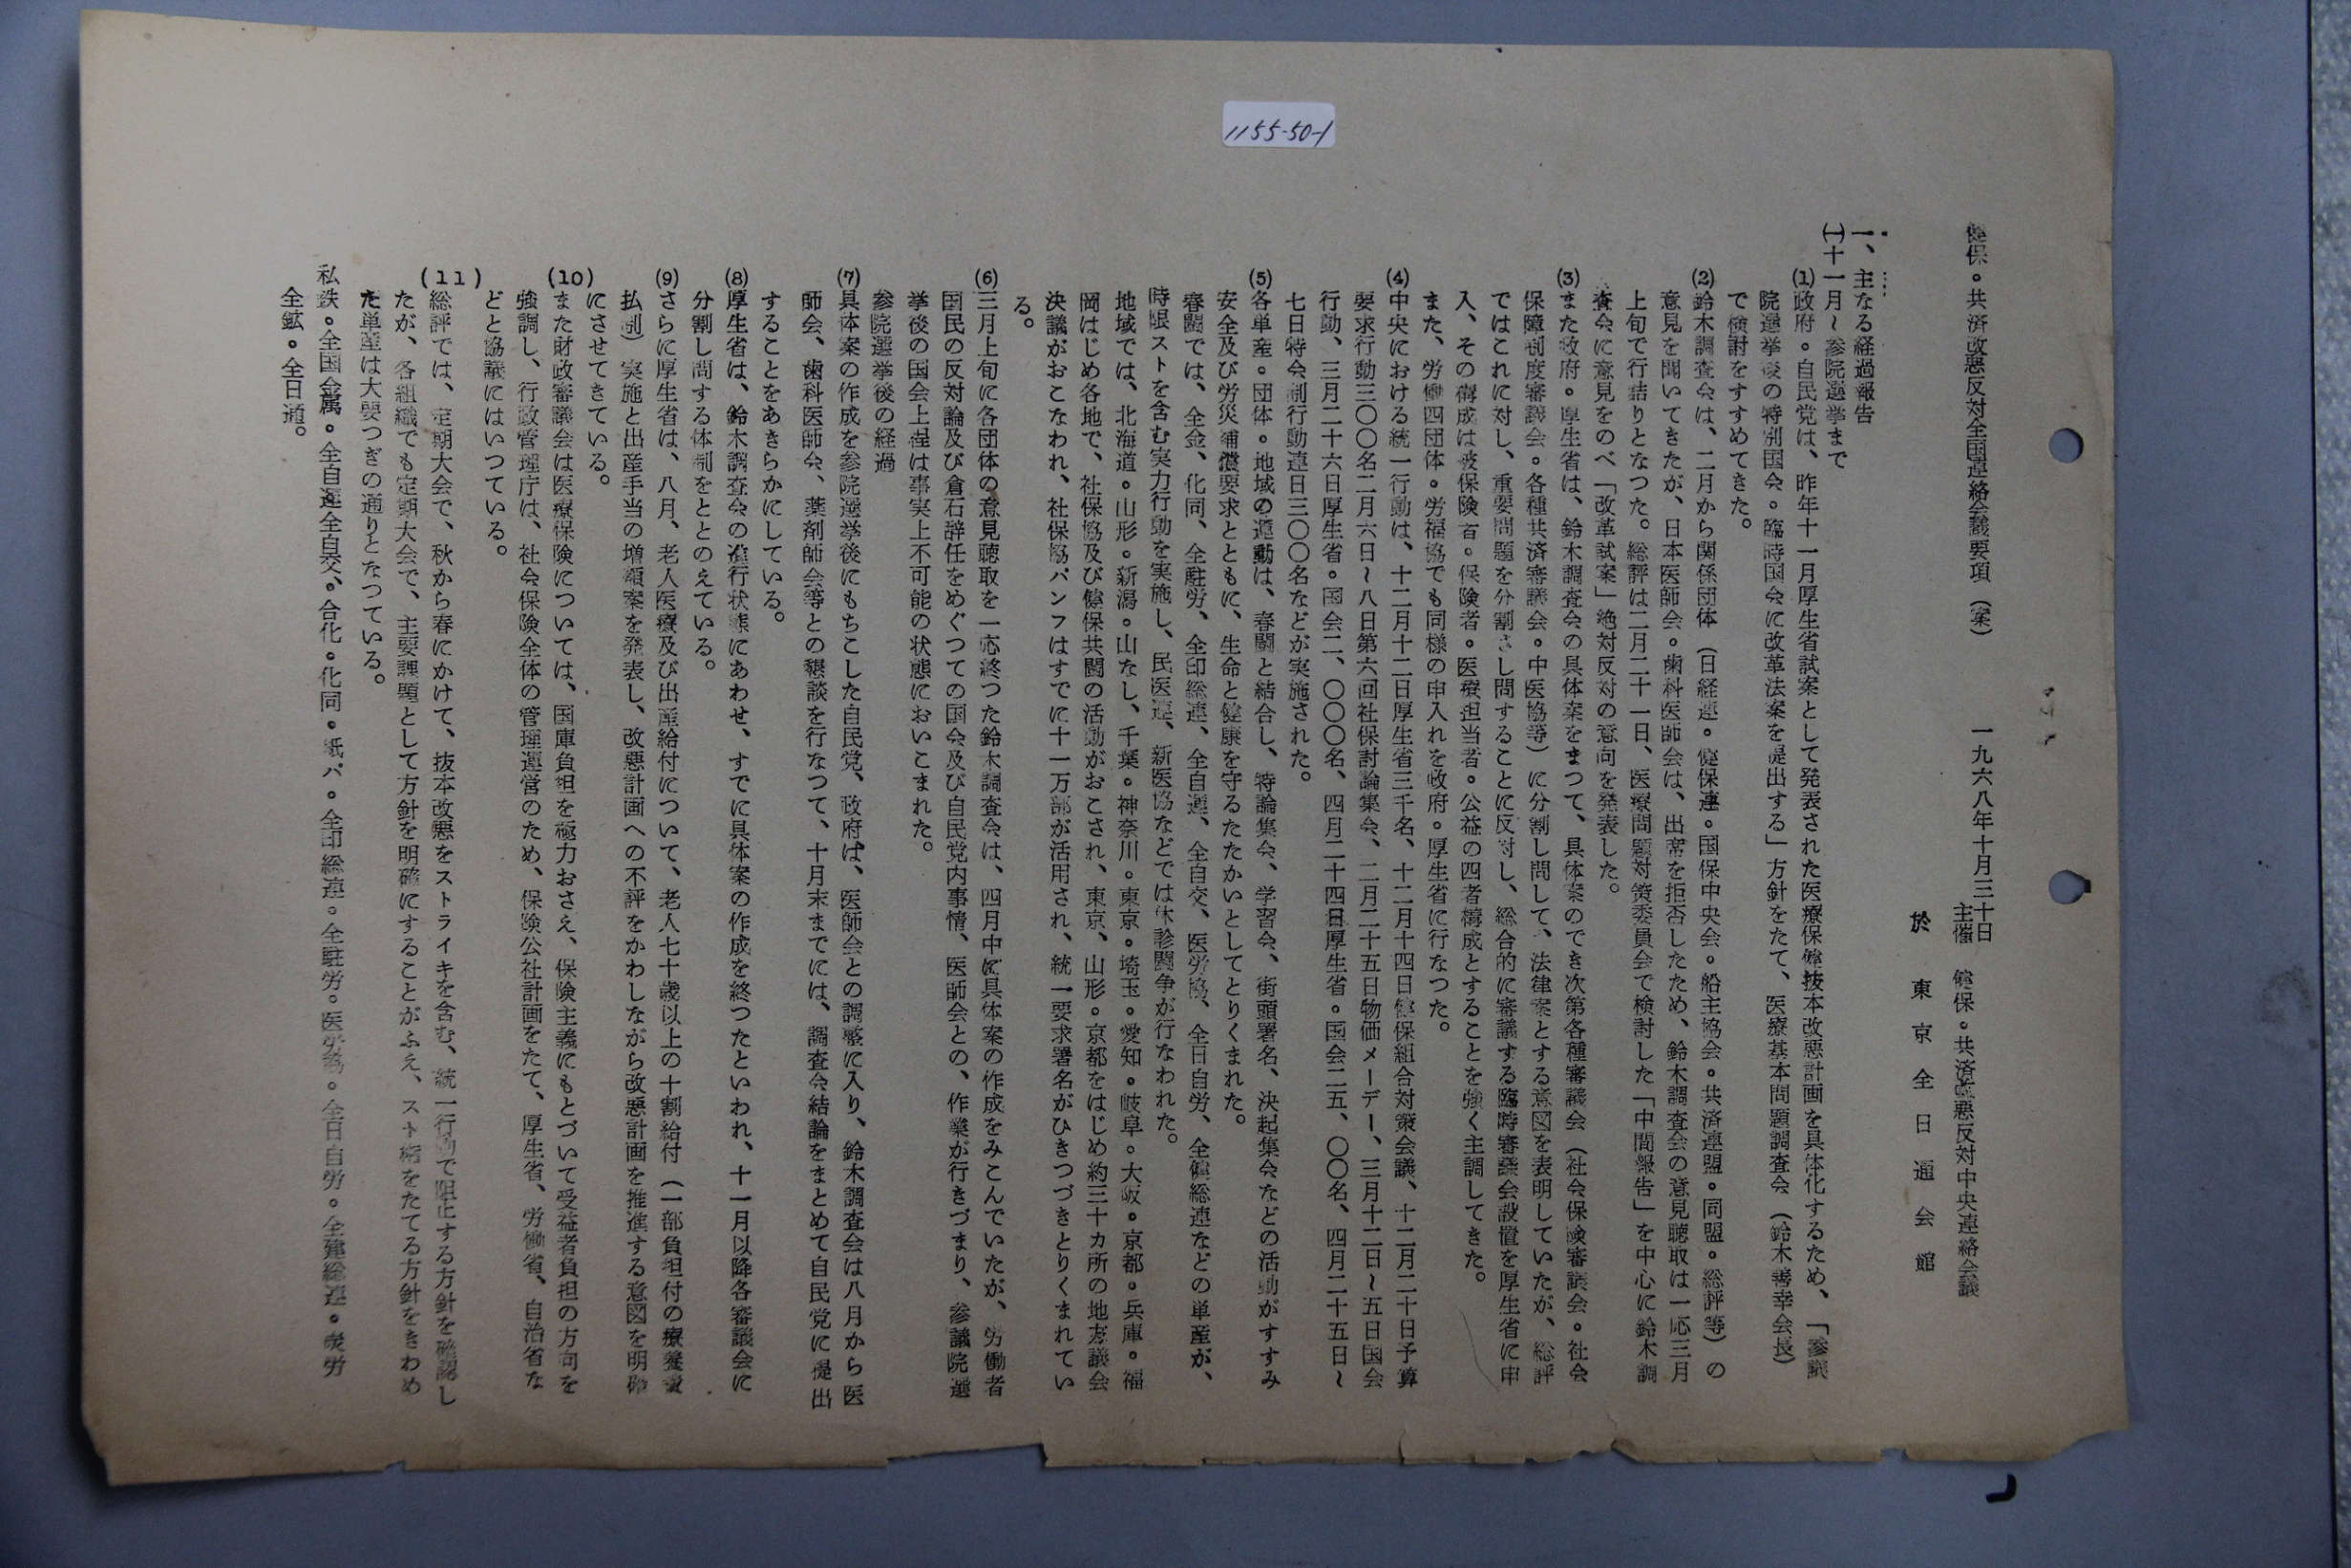 1155-50-1
健保。共済改悪反対全国連絡会議要項（案）
一九六八年十月三十日
主催　健保。共済改悪反対中央連絡会議
於　東京全日通会館
一、主なる経過報告
(一)十一月～参院選挙まで
(1)政府。自民党は、昨年十一月厚生省試案として発表された医療保健抜本改悪計画を具体化するため、「参議
院選挙後の特別国会。臨時国会に改革法案を提出する」方針をたて、医療基本問題調査会（鈴木善幸会長）
で検討をすすめてきた。
(2)鈴木調査会は、二月から関係団体（日経連。健保連。国保中央会。船主協会。共済連盟。同盟。総評等）の
意見を聞いてきたが、日本医師会。歯科医師会は、出席を拒否したため、鈴木調査会の意見聴取は一応三月
上旬で行詰りとなつた。総評は二月二十一日、医療問題対策委員会で検討した「中間報告」を中心に鈴木調
査会に意見をのべ「改革試案」絶対反対の意向を発表した。
(3)また政府。厚生省は、鈴木調査会の具体案をまつて、具体案のでき次第各種審議会（社会保険審議会。社会
保障制度審議会。各種共済審議会。中医協等）に分割し問して、法律案とする意図を表明していたが、総評
ではこれに対し、重要問題を分割さし問することに反対し、総合的に審議する臨時審議会設置を厚生省に申
入、その構成は被保険者。保険者。医療担当者。公益の四者構成とすることを強く主調してきた。
また、労働四団体。労福協でも同様の申入れを政府。厚生省に行なつた。
(4)中央における統一行動は、十二月十二日厚生省三千名、十二月十四日健保組合対策会議、十二月二十日予算
要求行動三〇〇名二月六日～八日第六回社保討論集会、二月二十五日物価メーデー、三月十二日～五日国会
行動、三月二十六日厚生省。国会二、〇〇〇名、四月二十四日厚生省。国会二五、〇〇名、四月二十五日～
七日特会制行動連日三〇〇名などが実施された。
(5)各単産。団体。地域の運動は、春闘と結合し、特論集会、学習会、街頭署名、決起集会などの活動がすすみ
安全及び労災補償要求とともに、生命と健康を守るたたかいとしてとりくまれた。
春闘では、全金、化同、全駐労、全印総連、全自運、全自交、医労協、全日自労、全健総連などの単産が、
時限ストを含む実力行動を実施し、民医連、新医協などでは休診闘争が行なわれた。
地域では、北海道。山形。新潟。山なし、千葉。神奈川。東京。埼玉。愛知。岐阜。大阪。京都。兵庫。福
岡はじめ各地で、社保協及び健保共闘の活動がおこされ、東京、山形。京都をはじめ約三十カ所の地方議会
決議がおこなわれ、社保協パンフはすでに十一万部が活用され、統一要求署名がひきつづきとりくまれてい
る。
(6)三月上旬に各団体の意見聴取を一応終つた鈴木調査会は、四月中に具体案の作成をみこんでいたが、労働者
国民の反対論及び倉石辞任をめぐつての国会及び自民党内事情、医師会との、作業が行きづまり、参議院選
挙後の国会上程は事実上不可能の状態においこまれた。
参院選挙後の経過
(7)具体案の作成を参院選挙後にもちこした自民党、政府は、医師会との調整に入り、鈴木調査会は八月から医
師会、歯科医師会、薬剤師会等との懇談を行なつて、十月末までには、調査会結論をまとめて自民党に提出
することをあきらかにしている。
(8)厚生省は、鈴木調査会の進行状態にあわせ、すでに具体案の作成を終つたといわれ、十一月以降各審議会に
分割し問する体制をととのえている。
(9)さらに厚生省は、八月、老人医療及び出産給付について、老人七十歳以上の十割給付（一部負担付の療養費
払制）実施と出産手当の増額案を発表し、改悪計画への不評をかわしながら改悪計画を推進する意図を明確
にさせてきている。
(10)また財政審議会は医療保険については、国庫負担を極力おさえ、保険主義にもとづいて受益者負担の方向を
強調し、行政管理庁は、社会保険全体の管理運営のため、保険公社計画をたて、厚生省、労働省、自治省な
どと協議にはいつている。
(11)総評では、定期大会で、秋から春にかけて、抜本改悪をストライキを含む、統一行動で阻止する方針を確認し
たが、各組織でも定期大会で、主要課題として方針を明確にすることがふえ、スト権をたてる方針をきわめ
た単産は大要つぎの通りとなつている。
私鉄。全国金属。全自運全自交、。合化。化同。紙パ。全印総連。全駐労。医労協。全日自労。全建総連。炭労
全鉱。全日通。